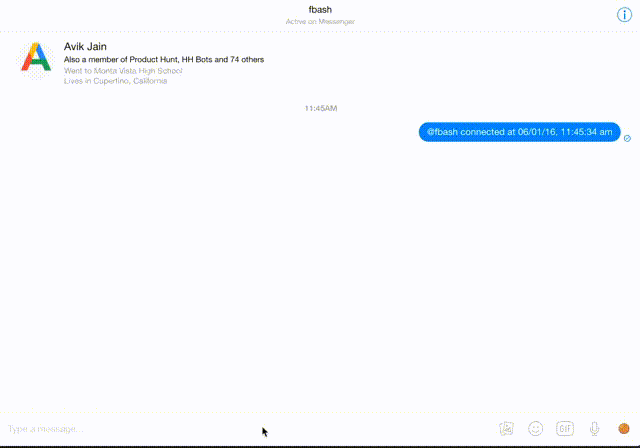 fbash
Active on Messenger
Avik Jain
Also a member of Product Hunt, HH Bots and 74 others
Went to Monta Vista High School
Lives in Cupertino, California
11:45AM
@fbash connected at 06/01/16, 11:45:34 am
Type a message...
GIF